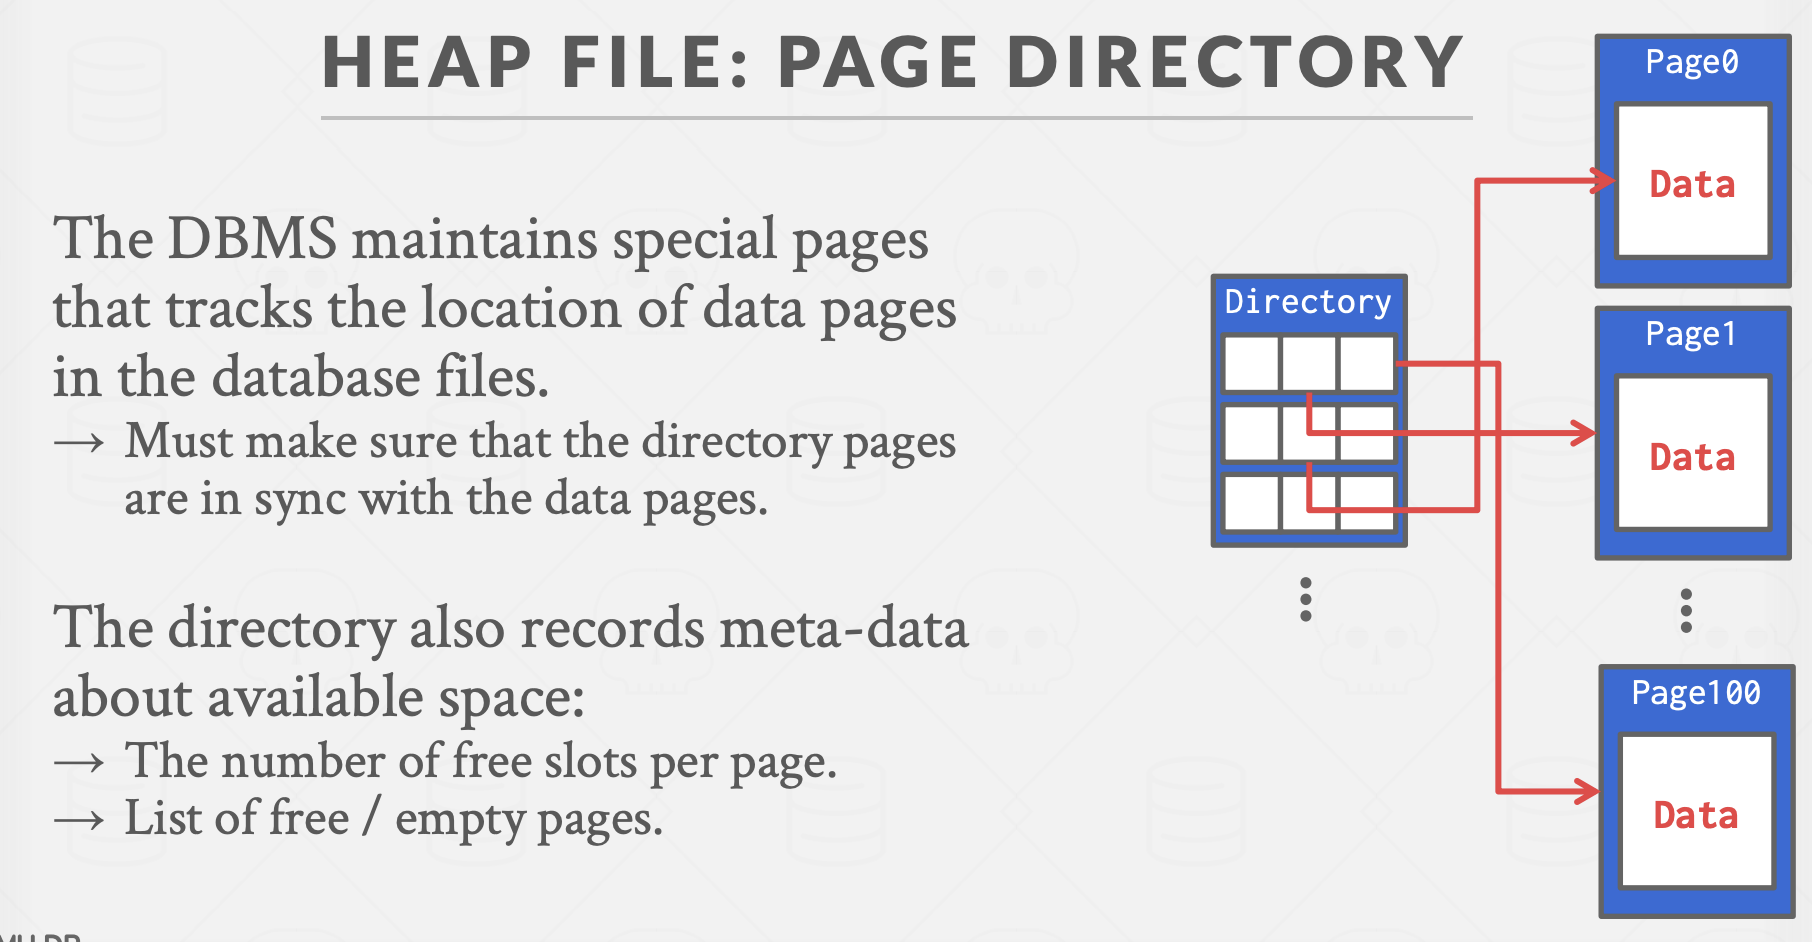 HEAP FILE: PAGE DIRECTORY
The DBMS maintains special pages
that tracks the location of data pages
in the database files.
→ Must make sure that the directory pages
are in sync with the data pages.
The directory also records meta-data
about available space:
→ The number of free slots per page.
→ List of free / empty pages.
Directory
Page0
Data
Page1
Data
Page100
Data